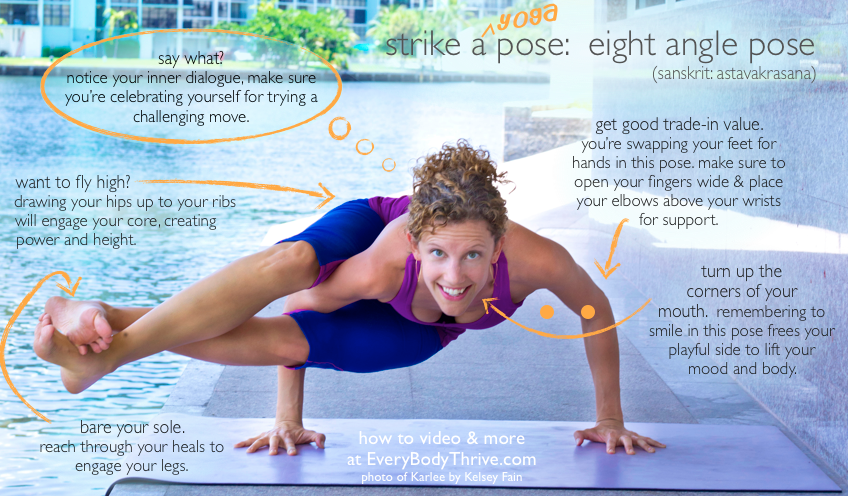 strike a yoga pose: eight angle pose
(sanskrit: astavakrasana)
say what?
notice your inner dialogue, make sure
you're celebrating yourself for trying a
challenging move.
get good trade-in value.
you're swapping your feet for
hands in this pose. make sure to
open your fingers wide & place
your elbows above your wrists
for support.
want to fly high?
drawing your hips up to your ribs
will engage your core, creating
power and height.
turn up the
corners of your
mouth. remembering to
smile in this pose frees your
playful side to lift your
mood and body.
bare your sole.
reach through your heals to
engage your legs.
how to video & more
at EveryBodyThrive.com
photo of Karlee by Kelsey Fain